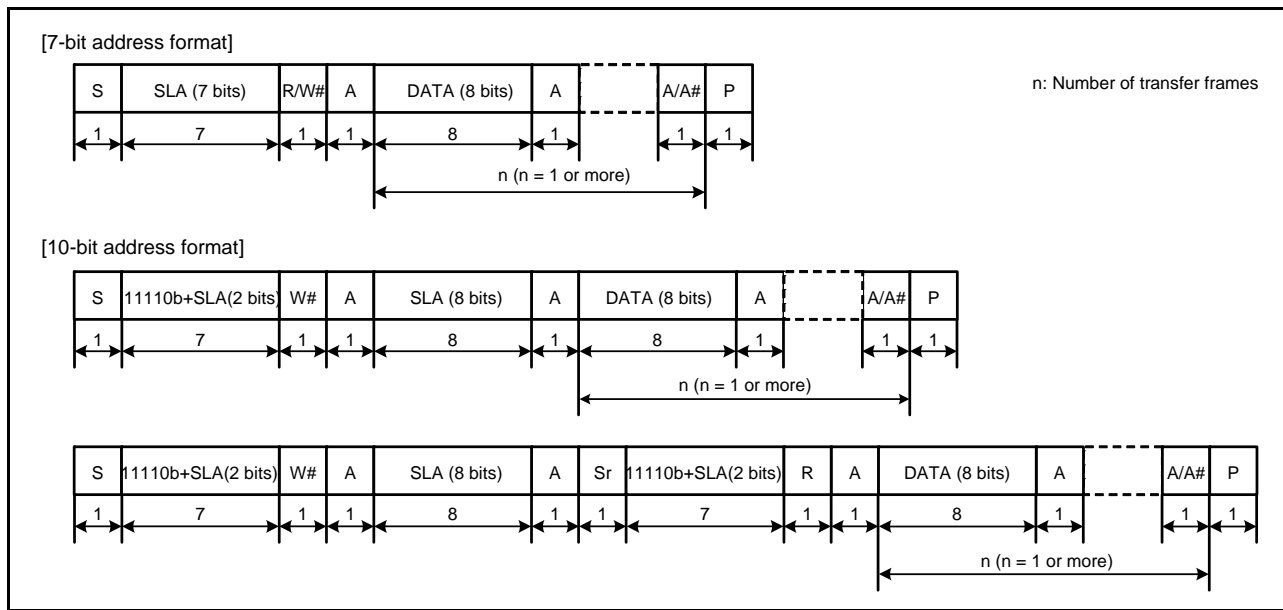 [7-bit address format]
n: Number of transfer frames
S SLA (7 bits) R/W# A DATA (8 bits) A A/A# P
1 7 1 1 8 1 1 1
n (n = 1 or more)
[10-bit address format]
S 11110b+SLA(2 bits) W# A SLA (8 bits) A DATA (8 bits) A A/A# P
1 7 1 1 8 1 8 1 1 1
n (n = 1 or more)
S 11110b+SLA(2 bits) W# A SLA (8 bits) A Sr 11110b+SLA(2 bits) R A DATA (8 bits) A A/A# P
1 7 1 1 8 1 1 7 1 1 8 1 1 1
n (n = 1 or more)